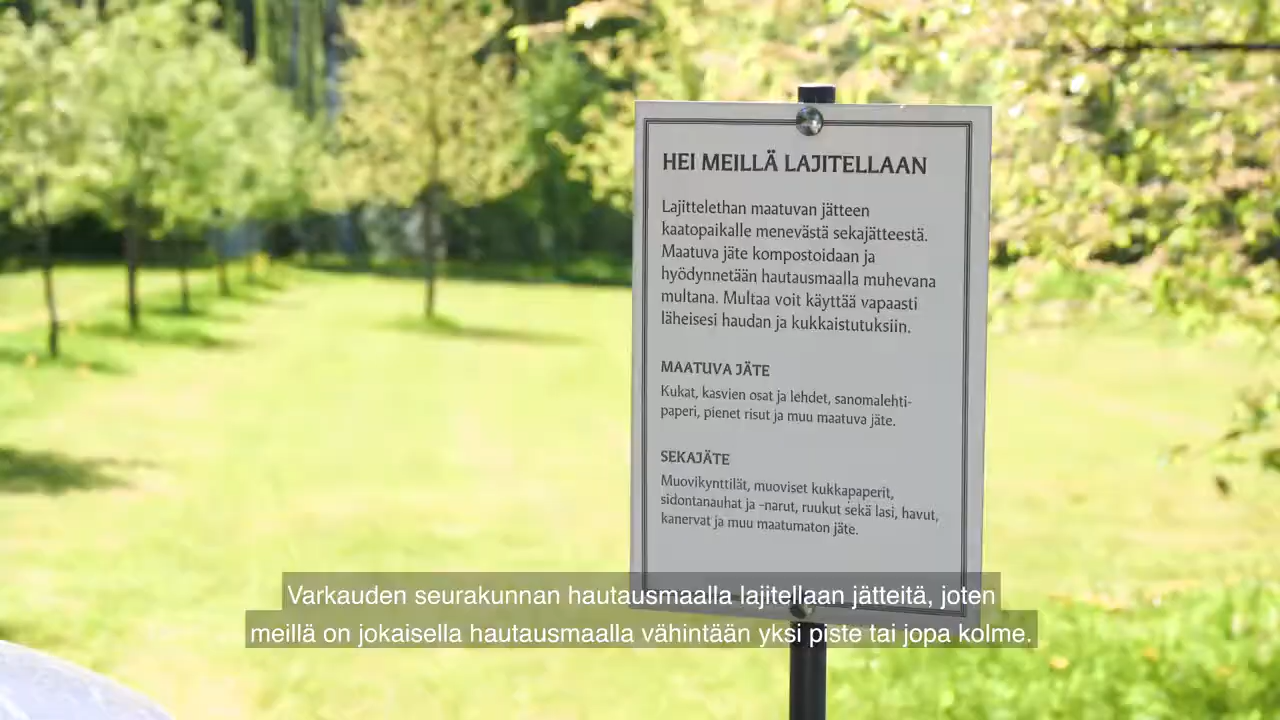 HEI MEILLÄ LAJITELLAAN
Lajittelethan maatuvan jätteen
kaatopaikalle menevästä sekajätteestä.
Maatuva jäte kompostoidaan ja
hyödynnetään hautausmaalla muhevana
multana. Multaa voit käyttää vapaasti
läheisesi haudan ja kukkaistutuksiin.
MAATUVA JÄTE
Kukat, kasvien osat ja lehdet, sanomalehti-
paperi, pienet risut ja muu maatuva jäte.
SEKAJÄTE
Muovikynttilät, muoviset kukkapaperit,
sidontanauhat ja -narut, ruukut sekä lasi, havut,
kanervat ja muu maatumaton jäte.
Varkauden seurakunnan hautausmaalla lajitellaan jätteitä, joten
meillä on jokaisella hautausmaalla vähintään yksi piste tai jopa kolme.